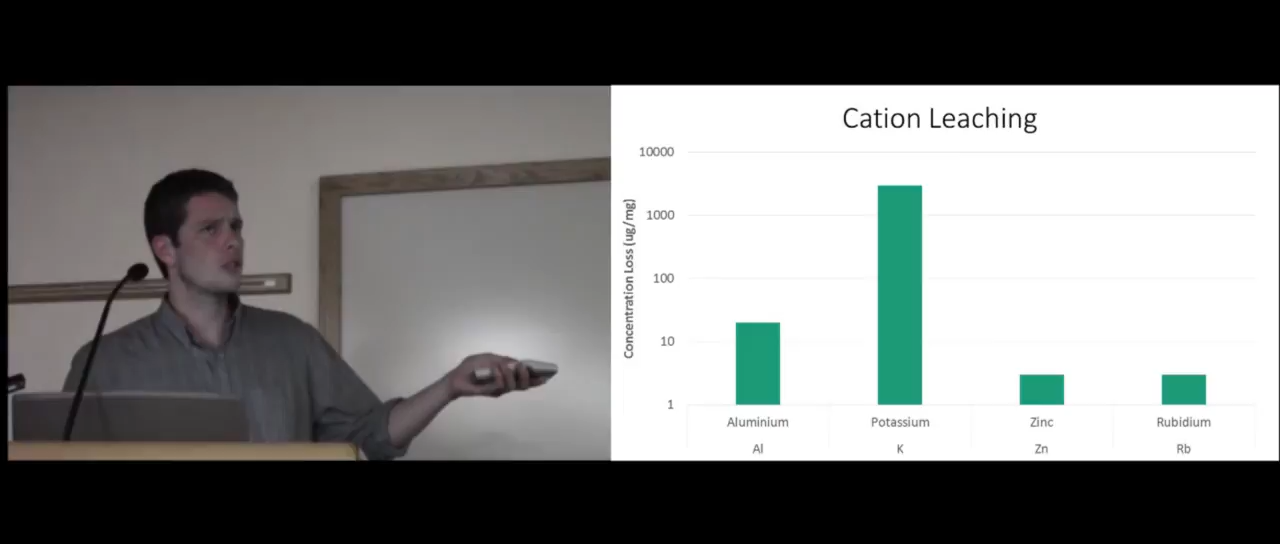 Cation Leaching
10000
1000
100
10
1
Concentration Loss (ug/mg)
Aluminium Potassium Zinc Rubidium
Al K Zn Rb